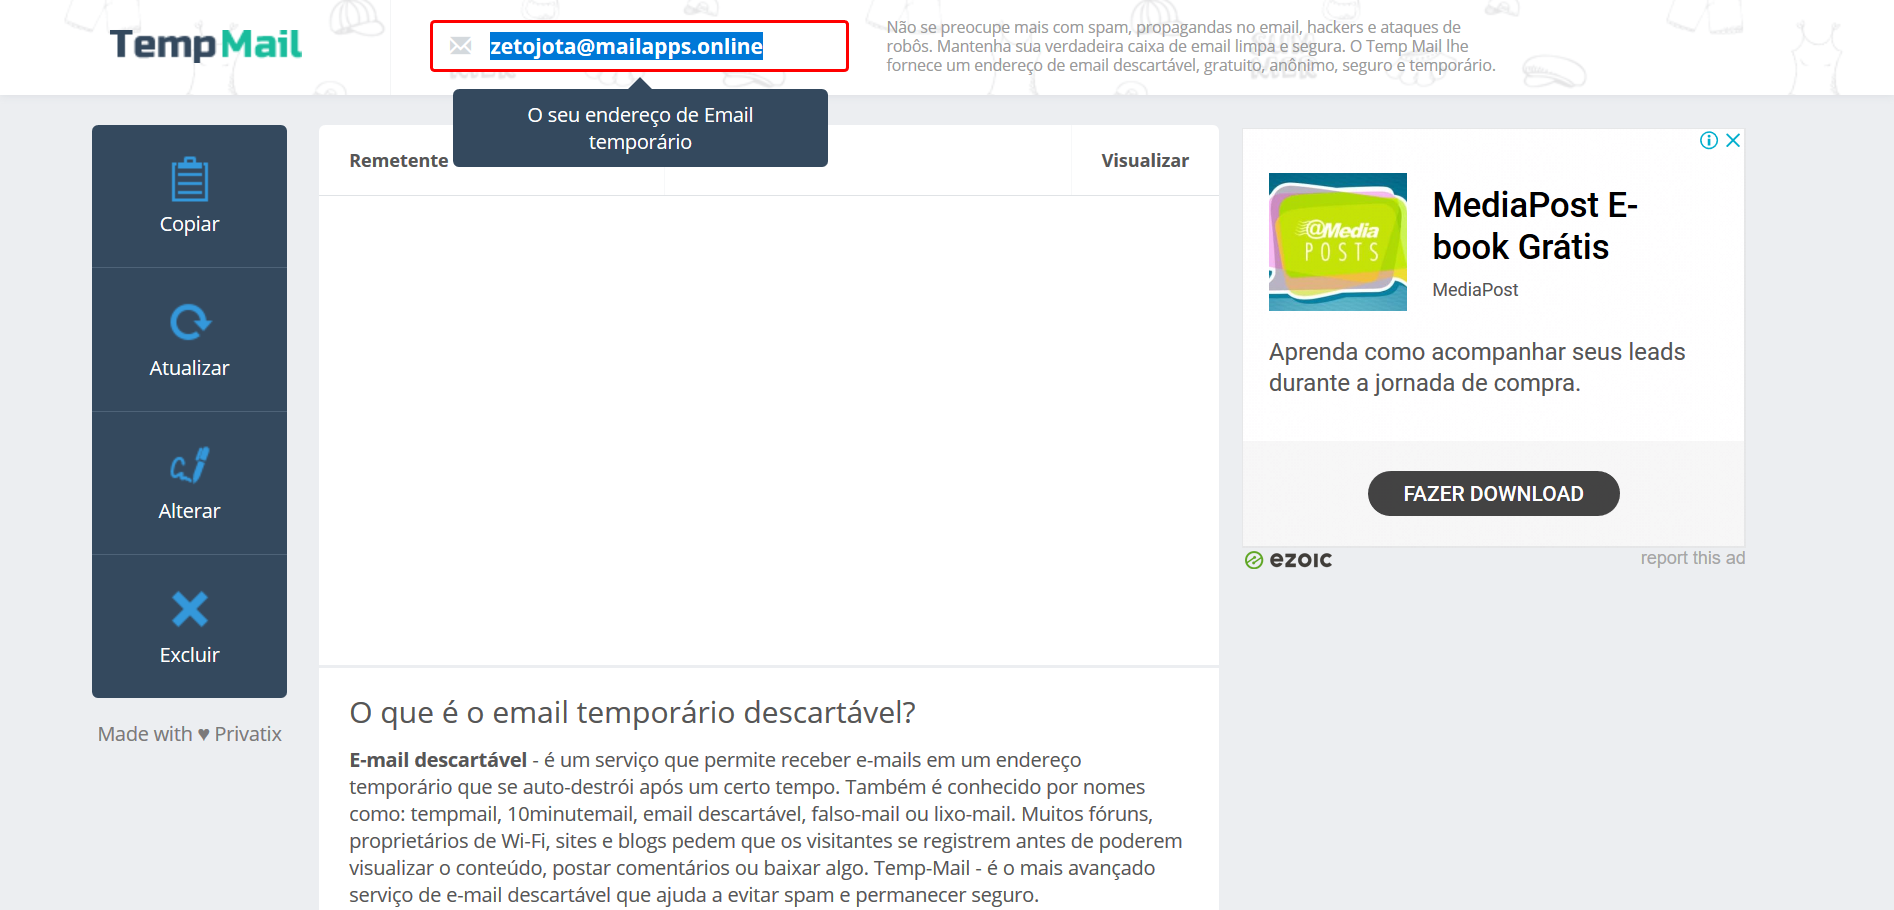 TempMail
zetojota@mailapps.online
Não se preocupe mais com spam, propagandas no email, hackers e ataques de
robôs. Mantenha sua verdadeira caixa de email limpa e segura. O Temp Mail lhe
fornece um endereço de email descartável, gratuito, anônimo, seguro e temporário.
O seu endereço de Email
temporário
Copiar
Atualizar
Alterar
Excluir
Made with ♥ Privatix
Remetente
Visualizar
@Media
POSTS
MediaPost E-
book Grátis
MediaPost
Aprenda como acompanhar seus leads
durante a jornada de compra.
FAZER DOWNLOAD
ezoic
report this ad
O que é o email temporário descartável?
E-mail descartável - é um serviço que permite receber e-mails em um endereço
temporário que se auto-destrói após um certo tempo. Também é conhecido por nomes
como: tempmail, 10minutemail, email descartável, falso-mail ou lixo-mail. Muitos fóruns,
proprietários de Wi-Fi, sites e blogs pedem que os visitantes se registrem antes de poderem
visualizar o conteúdo, postar comentários ou baixar algo. Temp-Mail - é o mais avançado
serviço de e-mail descartável que ajuda a evitar spam e permanecer seguro.